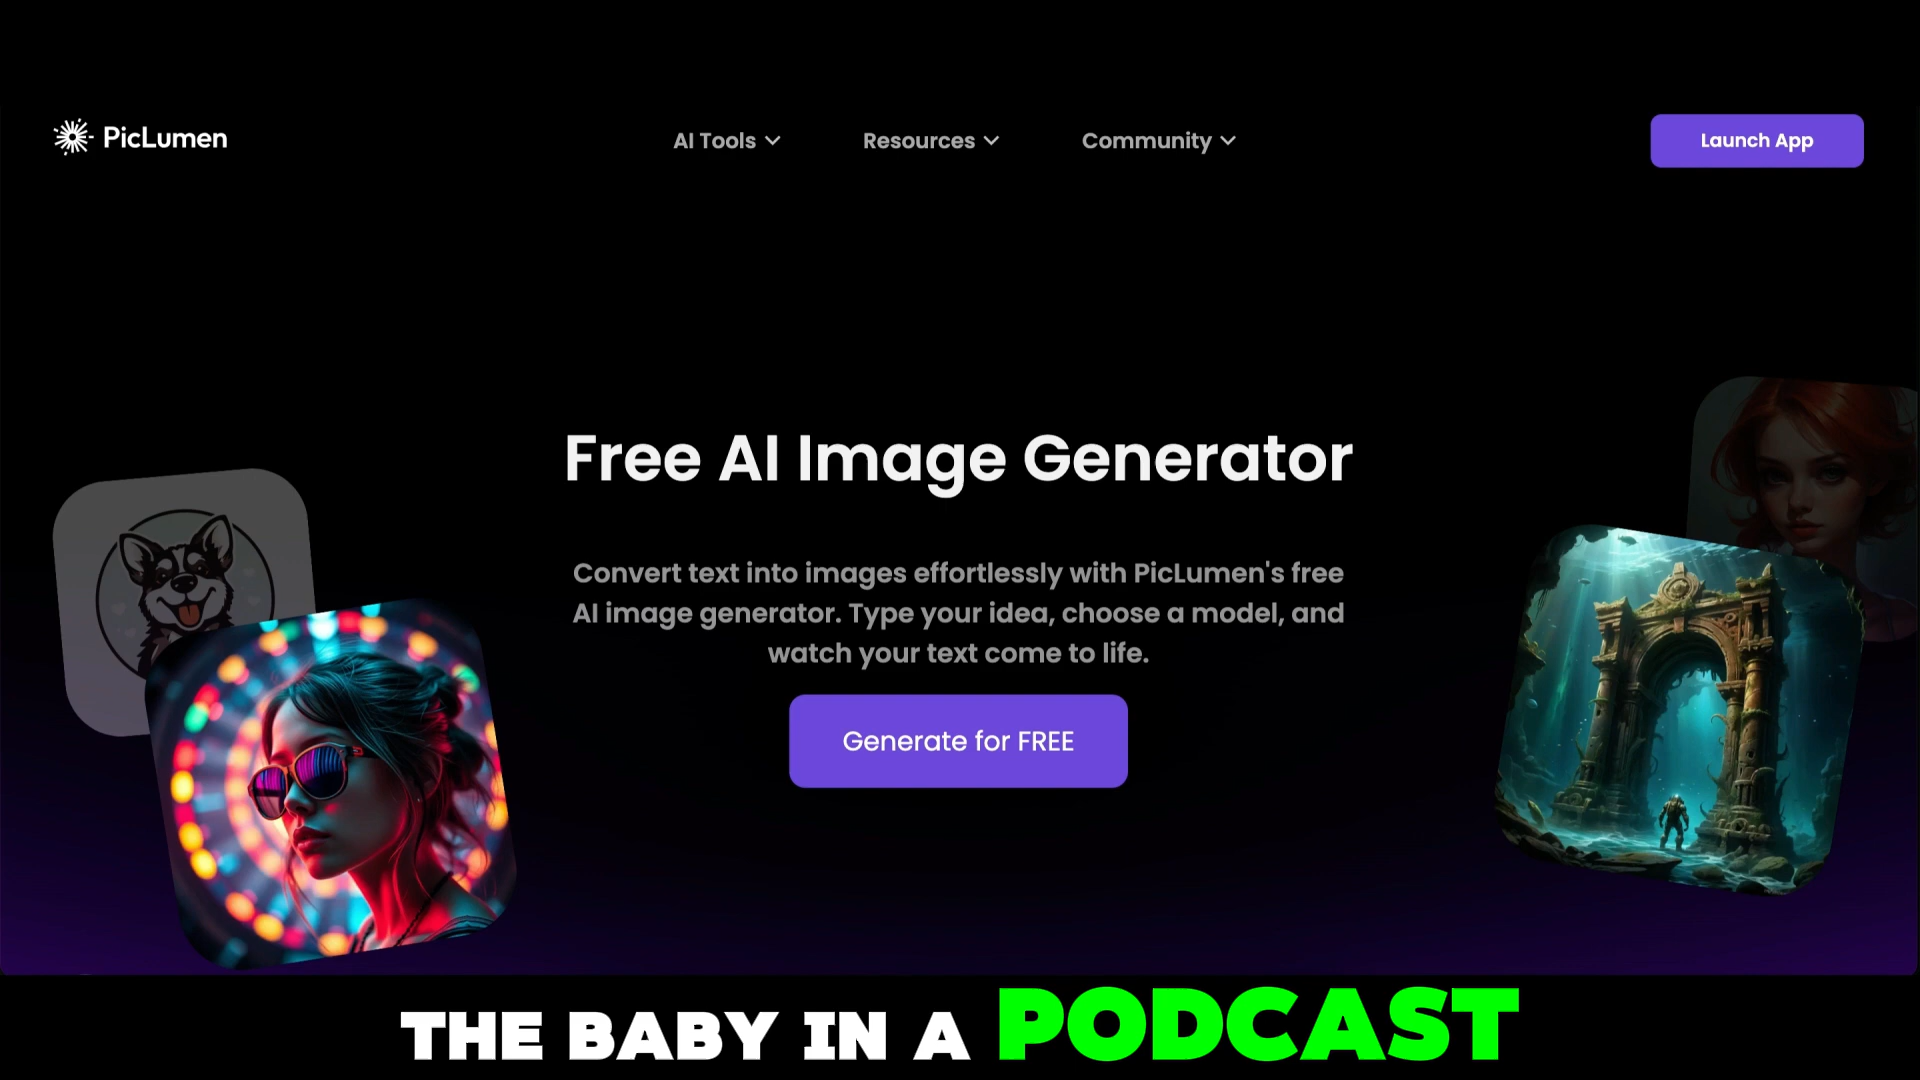 PicLumen
AI Tools
Resources
Community
Launch App
Free AI Image Generator
Convert text into images effortlessly with PicLumen's free
AI image generator. Type your idea, choose a model, and
watch your text come to life.
Generate for FREE
THE BABY IN A PODCAST